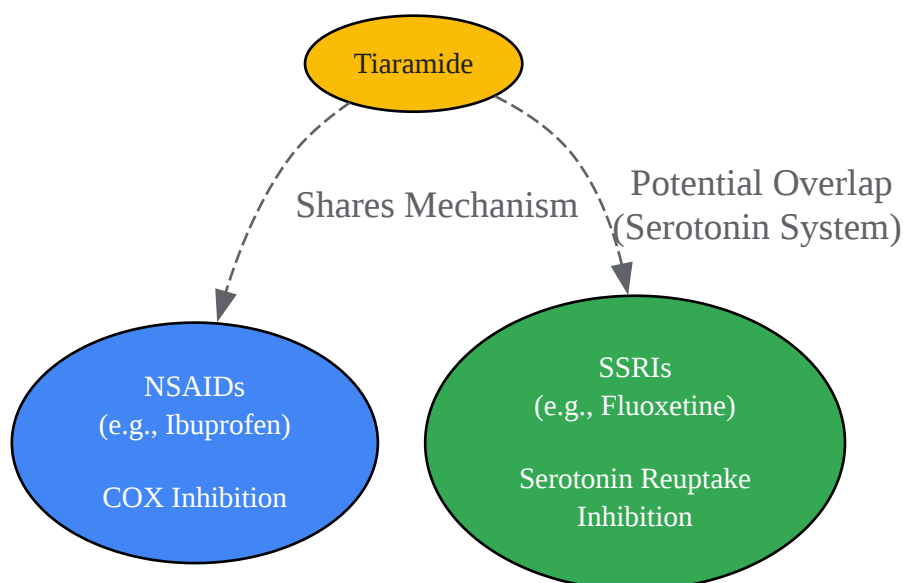 Tiaramide
Shares Mechanism
Potential Overlap
(Serotonin System)
NSAIDs
(e.g., Ibuprofen)
COX Inhibition
SSRIs
(e.g., Fluoxetine)
Serotonin Reuptake
Inhibition